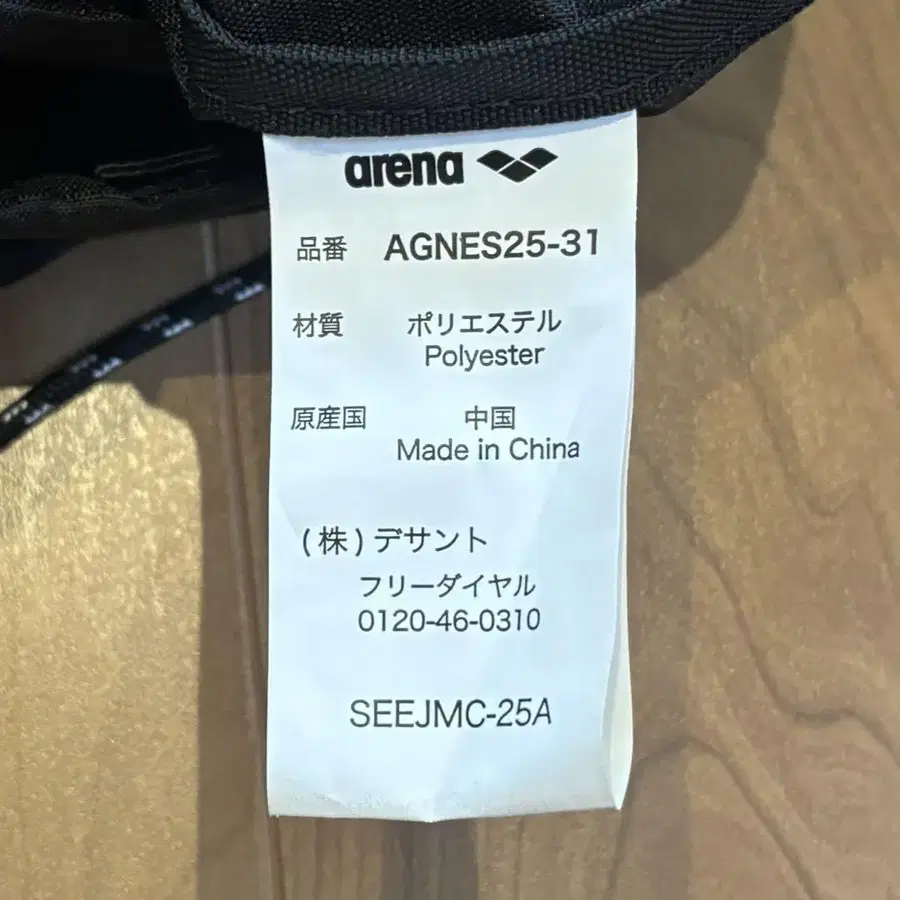 arena
品番 AGNES25-31
材質 ポリエステル
Polyester
原産国 中国
Made in China
(株)デサント
フリーダイヤル
0120-46-0310
SEEJMC-25A